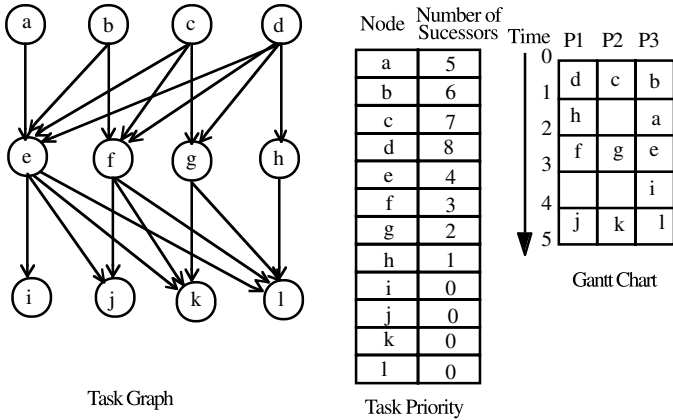 a b c d
e f g h
i j k l
Task Graph
Node Number of Sucessors
a 5
b 6
c 7
d 8
e 4
f 3
g 2
h 1
i 0
j 0
k 0
l 0
Task Priority
Time P1 P2 P3
0
d c b
1
h a
2
f g e
3
i
4
j k l
5
Gantt Chart